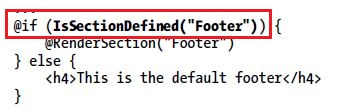 @if (IsSectionDefined("Footer")) {
    @RenderSection("Footer")
} else {
    <h4>This is the default footer</h4>
}